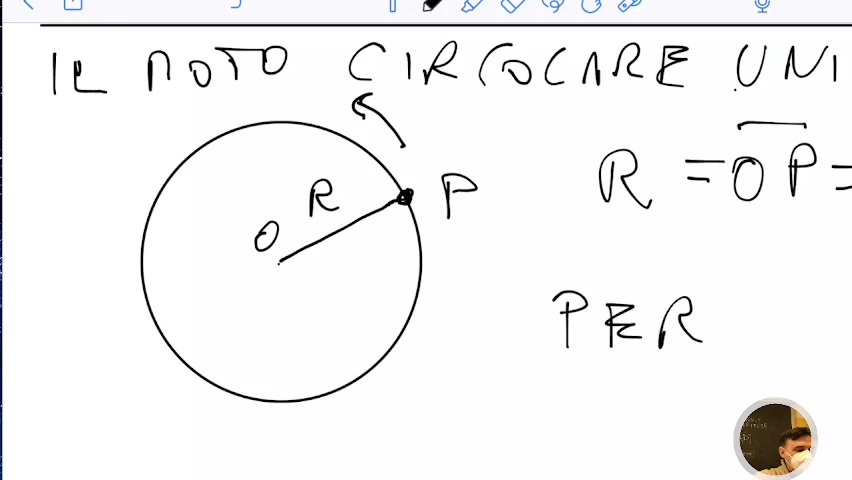 IL MOTO CIRCOLARE UNI
R = OP =
R
P
O
PER